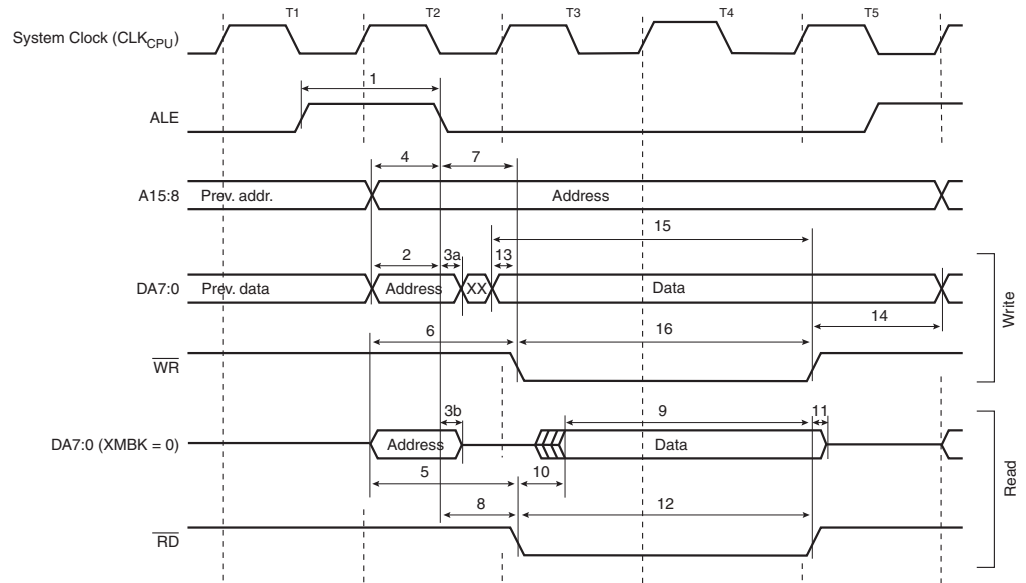 T1 T2 T3 T4 T5
System Clock (CLKCPU)
1
ALE
4 7
A15:8 Prev. addr. Address
15
2 3a 13
DA7:0 Prev. data Address XX Data
14
6 16
WR
Write
3b 9 11
DA7:0 (XMBK = 0) Address Data
5 10
8 12
RD
Read